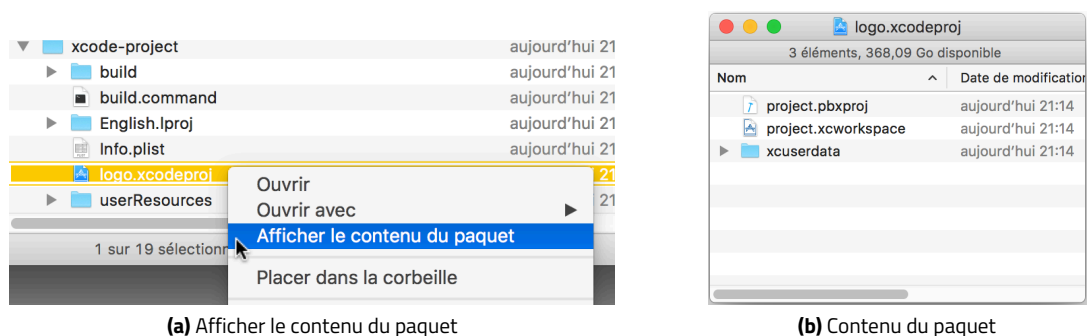 xcode-project aujourd'hui 21
build aujourd'hui 21
build.command aujourd'hui 21
English.lproj aujourd'hui 21
Info.plist aujourd'hui 21
logo.xcodeproj 21
userResources 21
Ouvrir
Ouvrir avec
Afficher le contenu du paquet
Placer dans la corbeille
1 sur 19 sélectionn
(a) Afficher le contenu du paquet
logo.xcodeproj
3 éléments, 368,09 Go disponible
Nom Date de modification
project.pbxproj aujourd'hui 21:14
project.xcworkspace aujourd'hui 21:14
xcuserdata aujourd'hui 21:14
(b) Contenu du paquet